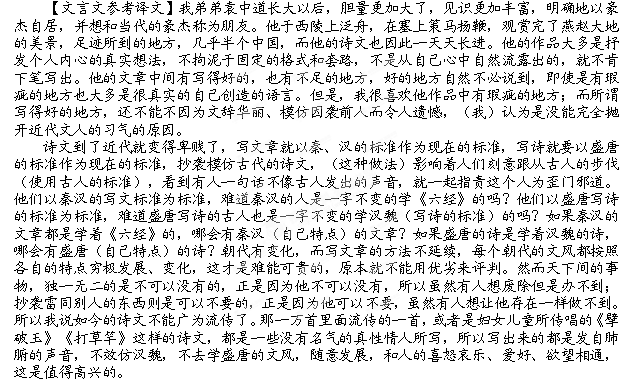 【文言文参考译文】我弟弟袁中道长大以后，胆量更加大了，见识更加丰富，明确地以豪
杰自居，并想和当代的豪杰称为朋友。他于西陵上泛舟，在塞上策马扬鞭，观赏完了燕赵大地
的美景，足迹所到的地方，几乎半个中国，而他的诗文也因此一天天长进。他的作品大多是抒
发个人内心的真实想法，不拘泥于固定的格式和套路，不是从自己心中自然流露出的，就不肯
下笔写出。他的文章中间有写得好的，也有不足的地方，好的地方自然不必说到，即使是有瑕
疵的地方也大多是很真实的自己创造的语言。但是，我很喜欢他作品中有瑕疵的地方；而所谓
写得好的地方，还不能不因为文辞华丽、模仿因袭前人而令人遗憾，（我）认为是没能完全抛
开近代文人的习气的原因。
诗文到了近代就变得卑贱了，写文章就以秦、汉的标准作为现在的标准，写诗就要以盛唐
的标准作为现在的标准，抄袭模仿古代的诗文，（这种做法）影响着人们刻意跟从古人的步伐
（使用古人的标准），看到有人一句话不像古人发出的声音，就一起指责这个人为歪门邪道。
他们以秦汉的写文标准为标准，难道秦汉的人是一字不变的学《六经》的吗？他们以盛唐写诗
的标准为标准，难道盛唐写诗的古人也是一字不变的学汉魏（写诗的标准）的吗？如果秦汉的
文章都是学着《六经》的，哪会有秦汉（自己特点）的文章？如果盛唐的诗是学着汉魏的诗，
哪会有盛唐（自己特点）的诗？朝代有变化，而写文章的方法不延续，每个朝代的文风都按照
各自的特点穷极发展、变化，这才是难能可贵的，原本就不能用优劣来评判。然而天下间的事
物，独一无二的是不可以没有的，正是因为他不可以没有，所以虽然有人想废除但是办不到；
抄袭雷同别人的东西则是可以不要的，正是因为他可以不要，虽然有人想让他存在一样做不到。
所以我说如今的诗文不能广为流传了。那一万首里面流传的一首，或者是妇女儿童所传唱的《擘
破玉》《打草竿》这样的诗文，都是一些没有名气的真性情人所写，所以写出来的都是发自肺
腑的声音，不效仿汉魏，不去学盛唐的文风，随意发展，和人的喜怒哀乐、爱好、欲望相通，
这是值得高兴的。